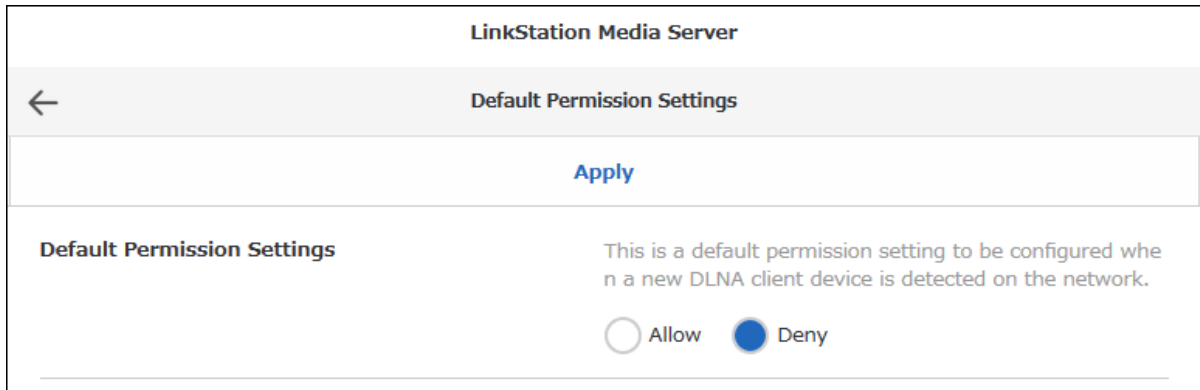 LinkStation Media Server
Default Permission Settings
Apply
Default Permission Settings
This is a default permission setting to be configured whe
n a new DLNA client device is detected on the network.
Allow Deny